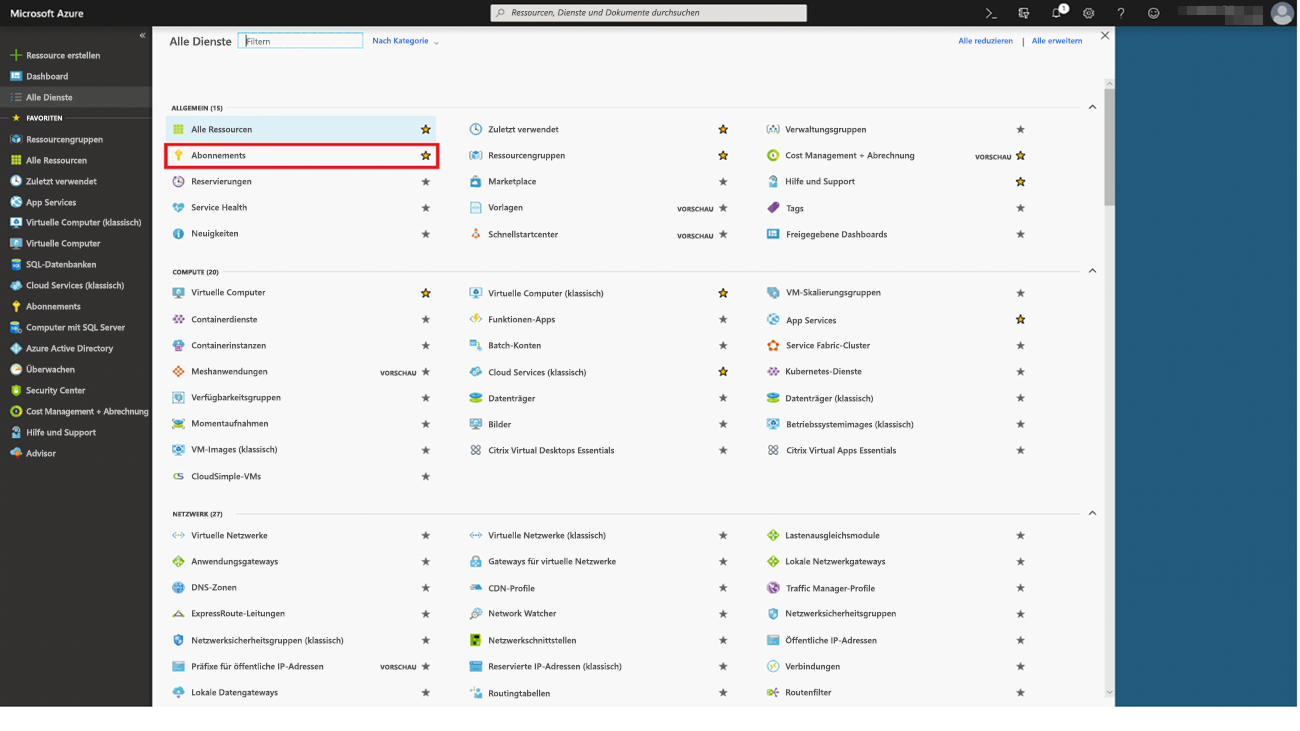 Microsoft Azure
Ressourcen, Dienste und Dokumente durchsuchen
1
Ressource erstellen
Dashboard
Alle Dienste
FAVORITEN
Ressourcengruppen
Alle Ressourcen
Zuletzt verwendet
App Services
Virtuelle Computer (klassisch)
Virtuelle Computer
SQL-Datenbanken
Cloud Services (klassisch)
Abonnements
Computer mit SQL Server
Azure Active Directory
Überwachen
Security Center
Cost Management + Abrechnung
Hilfe und Support
Advisor
Alle Dienste Filtern Nach Kategorie Alle reduzieren | Alle erweitern
ALLGEMEIN (15)
Alle Ressourcen Zuletzt verwendet Verwaltungsgruppen
Abonnements Ressourcengruppen Cost Management + Abrechnung VORSCHAU
Reservierungen Marketplace Hilfe und Support
Service Health Vorlagen VORSCHAU Tags
Neuigkeiten Schnellstartcenter VORSCHAU Freigegebene Dashboards
COMPUTE (20)
Virtuelle Computer Virtuelle Computer (klassisch) VM-Skalierungsgruppen
Containerdienste Funktionen-Apps App Services
Containerinstanzen Batch-Konten Service Fabric-Cluster
Meshanwendungen VORSCHAU Cloud Services (klassisch) Kubernetes-Dienste
Verfügbarkeitsgruppen Datenträger Datenträger (klassisch)
Momentaufnahmen Bilder Betriebssystemimages (klassisch)
VM-Images (klassisch) Citrix Virtual Desktops Essentials Citrix Virtual Apps Essentials
CS CloudSimple-VMs
NETZWERK (27)
Virtuelle Netzwerke Virtuelle Netzwerke (klassisch) Lastenausgleichsmodule
Anwendungsgateways Gateways für virtuelle Netzwerke Lokale Netzwerkgateways
DNS-Zonen CDN-Profile Traffic Manager-Profile
ExpressRoute-Leitungen Network Watcher Netzwerksicherheitsgruppen
Netzwerksicherheitsgruppen (klassisch) Netzwerkschnittstellen Öffentliche IP-Adressen
Präfixe für öffentliche IP-Adressen VORSCHAU Reservierte IP-Adressen (klassisch) Verbindungen
Lokale Datengateways Routingtabellen Routenfilter